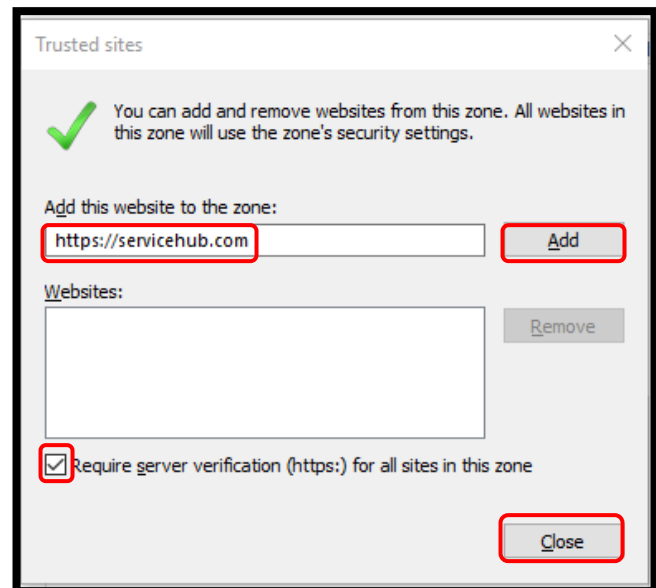 Trusted sites
You can add and remove websites from this zone. All websites in
this zone will use the zone's security settings.
Add this website to the zone:
https://servicehub.com
Add
Websites:
Remove
Require server verification (https:) for all sites in this zone
Close